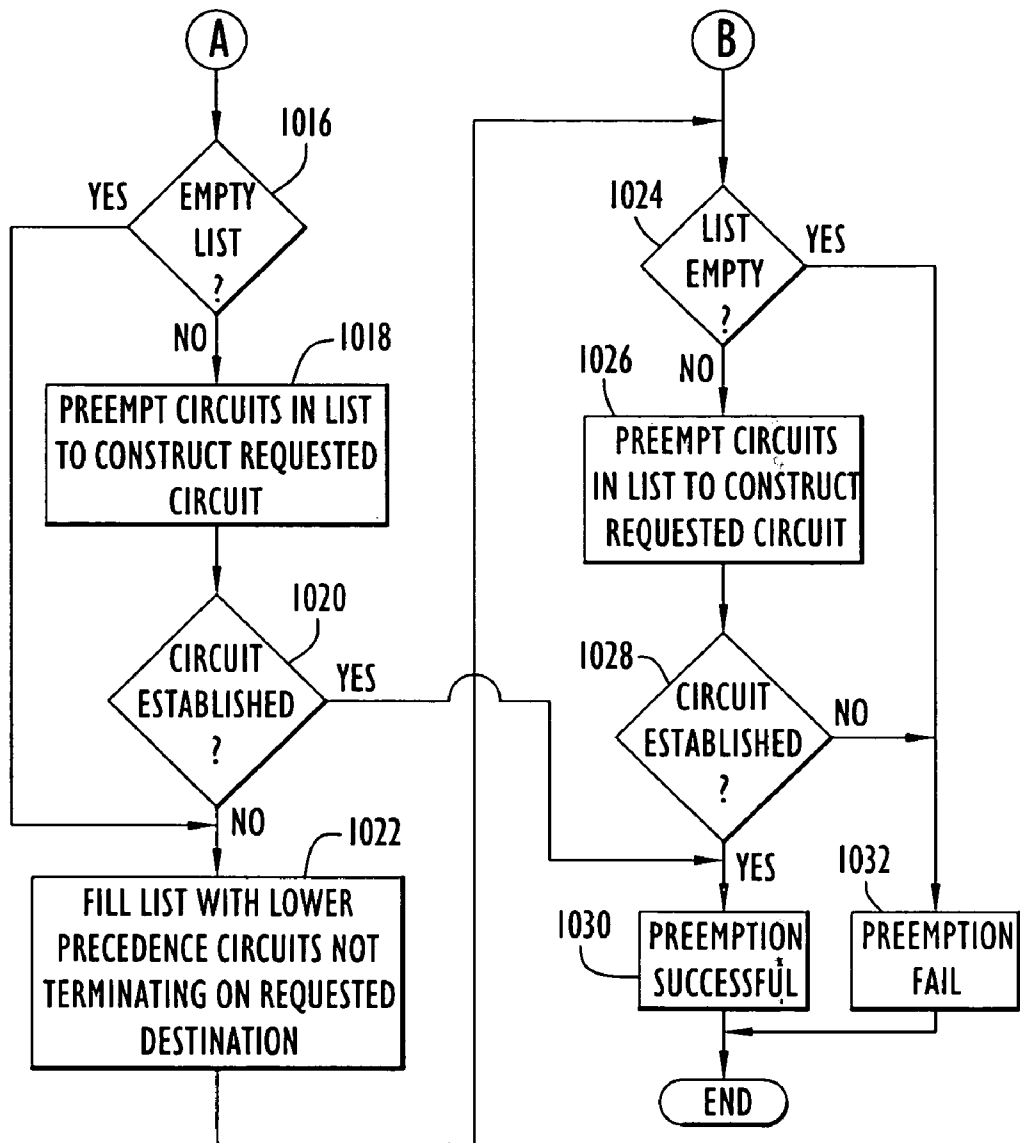 A
1016
YES
EMPTY
LIST
?
NO
1018
PREEMPT CIRCUITS IN LIST
TO CONSTRUCT REQUESTED
CIRCUIT
1020
CIRCUIT
ESTABLISHED
?
YES
NO
1022
FILL LIST WITH LOWER
PRECEDENCE CIRCUITS NOT
TERMINATING ON REQUESTED
DESTINATION
B
1024
LIST
EMPTY
?
YES
NO
1026
PREEMPT CIRCUITS
IN LIST TO CONSTRUCT
REQUESTED CIRCUIT
1028
CIRCUIT
ESTABLISHED
?
NO
YES
1030
PREEMPTION
SUCCESSFUL
1032
PREEMPTION
FAIL
END